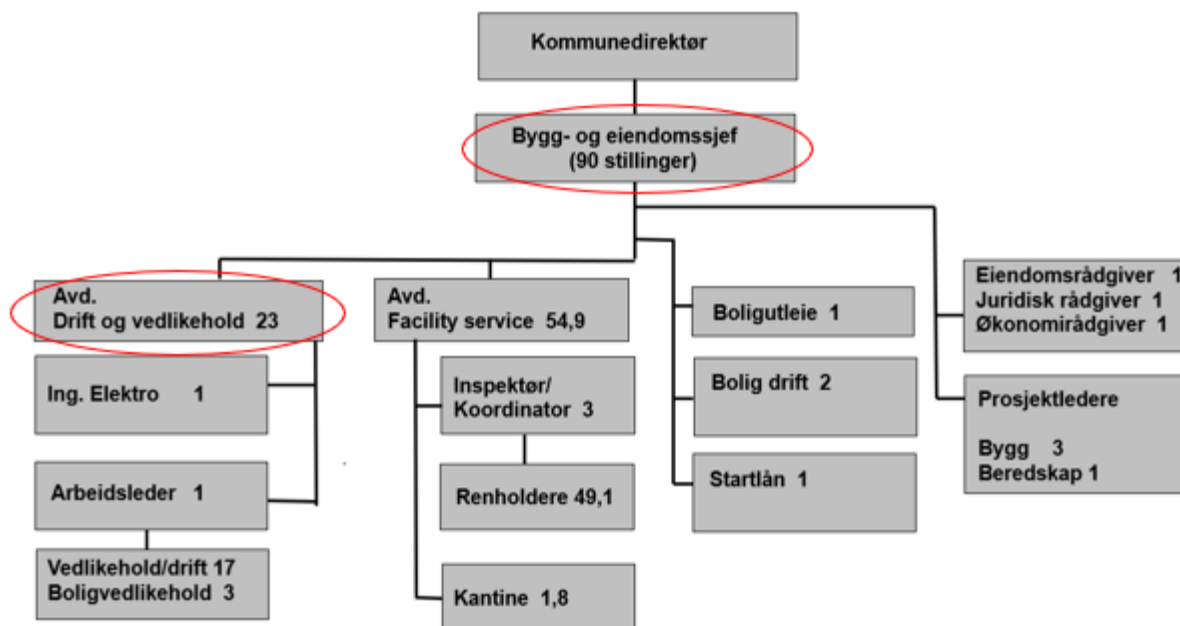 Kommunedirektør
Bygg- og eiendomssjef
(90 stillinger)
Avd.
Drift og vedlikehold 23
Ing. Elektro 1
Arbeidsleder 1
Vedlikehold/drift 17
Boligvedlikehold 3
Avd.
Facility service 54,9
Inspektør/
Koordinator 3
Renholdere 49,1
Kantine 1,8
Boligutleie 1
Bolig drift 2
Startlån 1
Eiendomsrådgiver 1
Juridisk rådgiver 1
Økonomirådgiver 1
Prosjektledere
Bygg 3
Beredskap 1